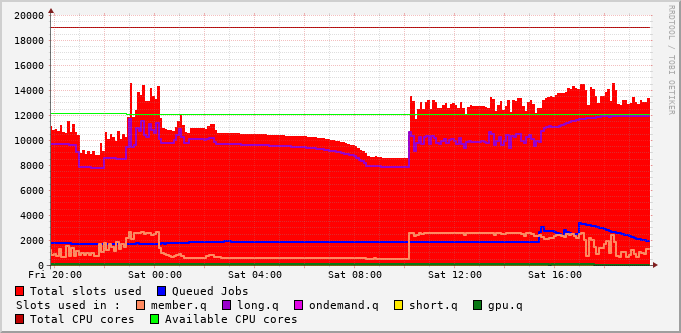 20000
18000
16000
14000
12000
10000
8000
6000
4000
2000
0
Fri 20:00 Sat 00:00 Sat 04:00 Sat 08:00 Sat 12:00 Sat 16:00
Total slots used Queued Jobs
Slots used in : member.q long.q ondemand.q short.q gpu.q
Total CPU cores Available CPU cores
RRDTOOL / TOBI OETIKER